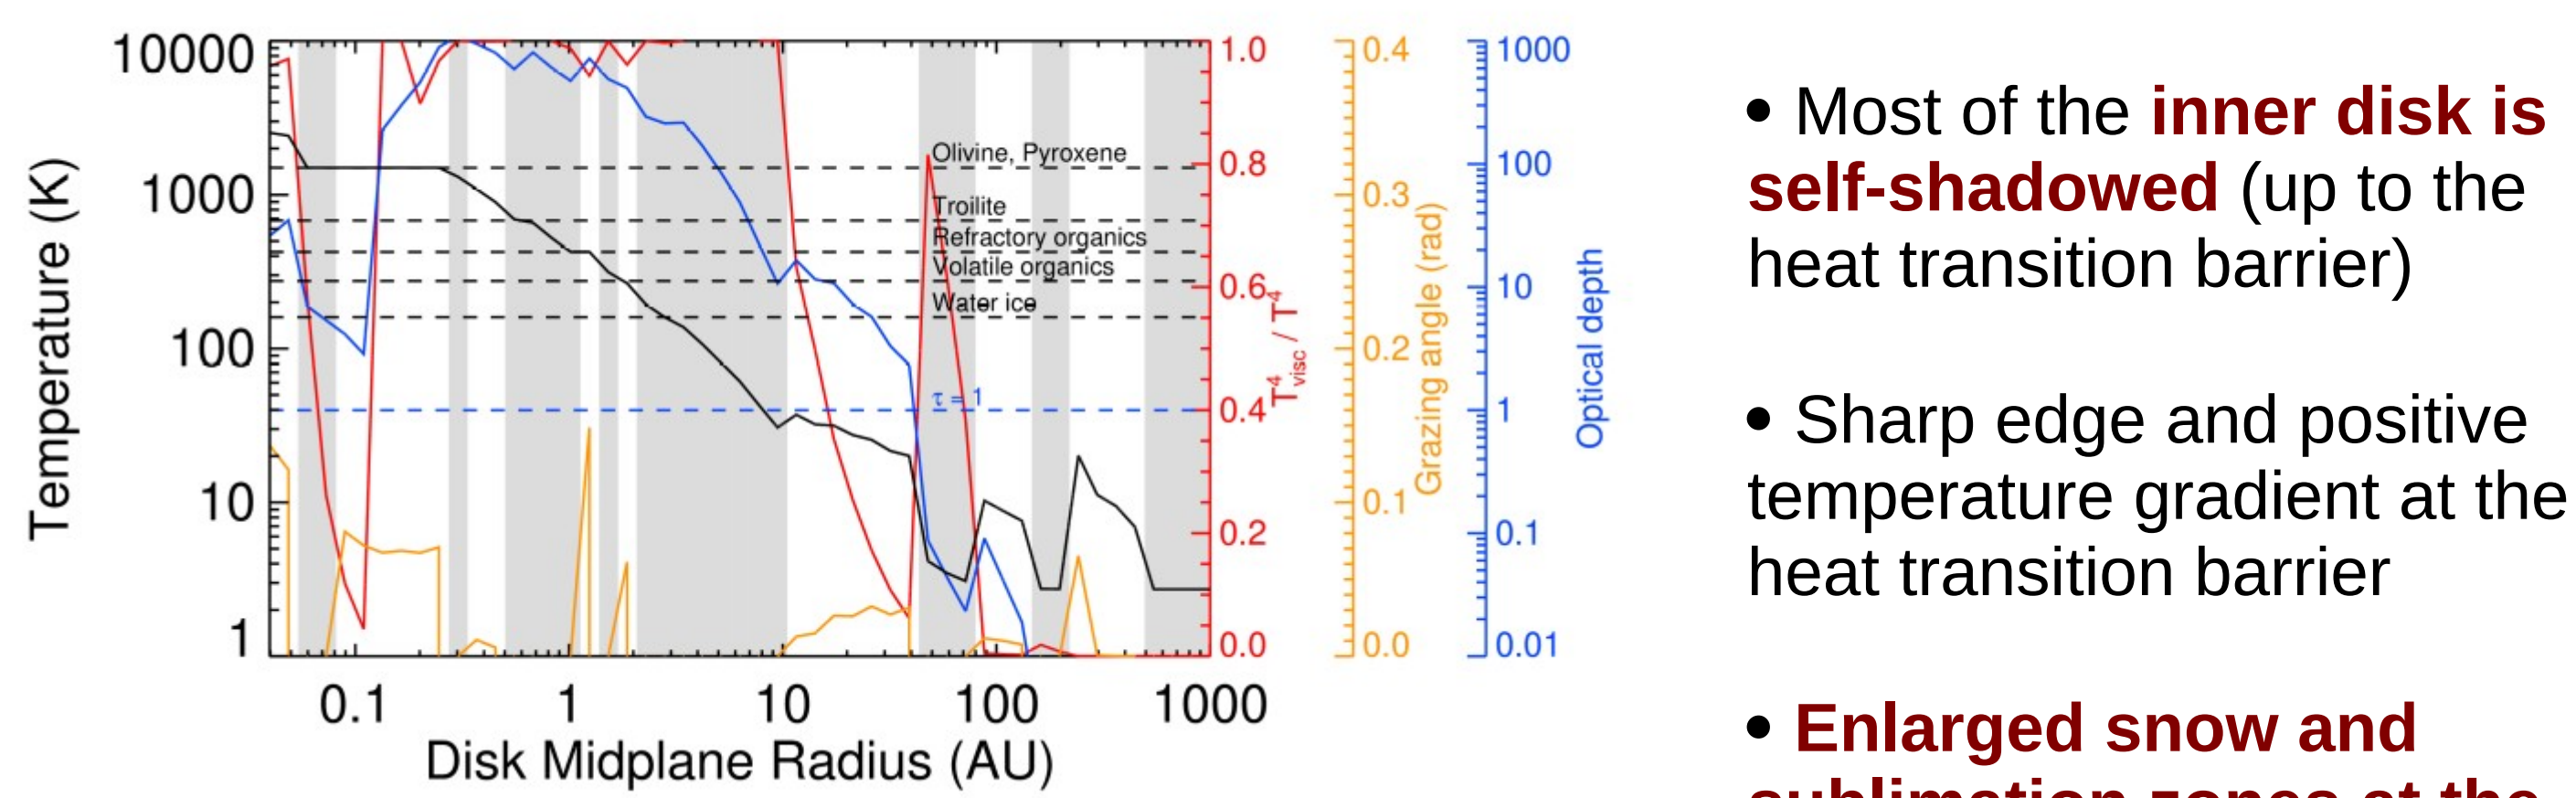 10000
1000
100
10
1
Temperature (K)
0.1
1
10
100
1000
Disk Midplane Radius (AU)
Olivine, Pyroxene
Troilite
Refractory organics
Volatile organics
Water ice
τ = 1
1.0
0.8
0.6
0.4
0.2
0.0
T⁴visc / T⁴
0.4
0.3
0.2
0.1
0.0
Grazing angle (rad)
1000
100
10
1
0.1
0.01
Optical depth
• Most of the inner disk is
self-shadowed (up to the
heat transition barrier)
• Sharp edge and positive
temperature gradient at the
heat transition barrier
• Enlarged snow and
sublimation zones at the